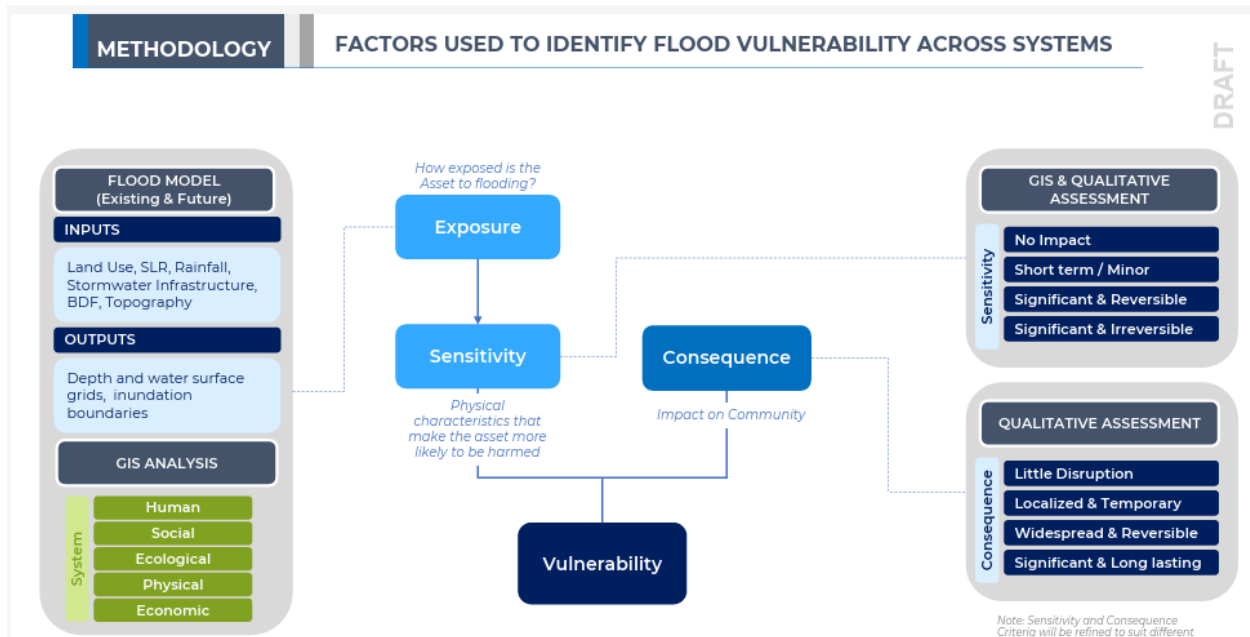 METHODOLOGY
FACTORS USED TO IDENTIFY FLOOD VULNERABILITY ACROSS SYSTEMS
DRAFT
FLOOD MODEL
(Existing & Future)
INPUTS
Land Use, SLR, Rainfall,
Stormwater Infrastructure,
BDF, Topography
OUTPUTS
Depth and water surface
grids, inundation
boundaries
GIS ANALYSIS
System
Human
Social
Ecological
Physical
Economic
How exposed is the
Asset to flooding?
Exposure
Sensitivity
Physical
characteristics that
make the asset more
likely to be harmed
Consequence
Impact on Community
Vulnerability
GIS & QUALITATIVE
ASSESSMENT
Sensitivity
No Impact
Short term / Minor
Significant & Reversible
Significant & Irreversible
QUALITATIVE ASSESSMENT
Consequence
Little Disruption
Localized & Temporary
Widespread & Reversible
Significant & Long lasting
Note: Sensitivity and Consequence
Criteria will be refined to suit different